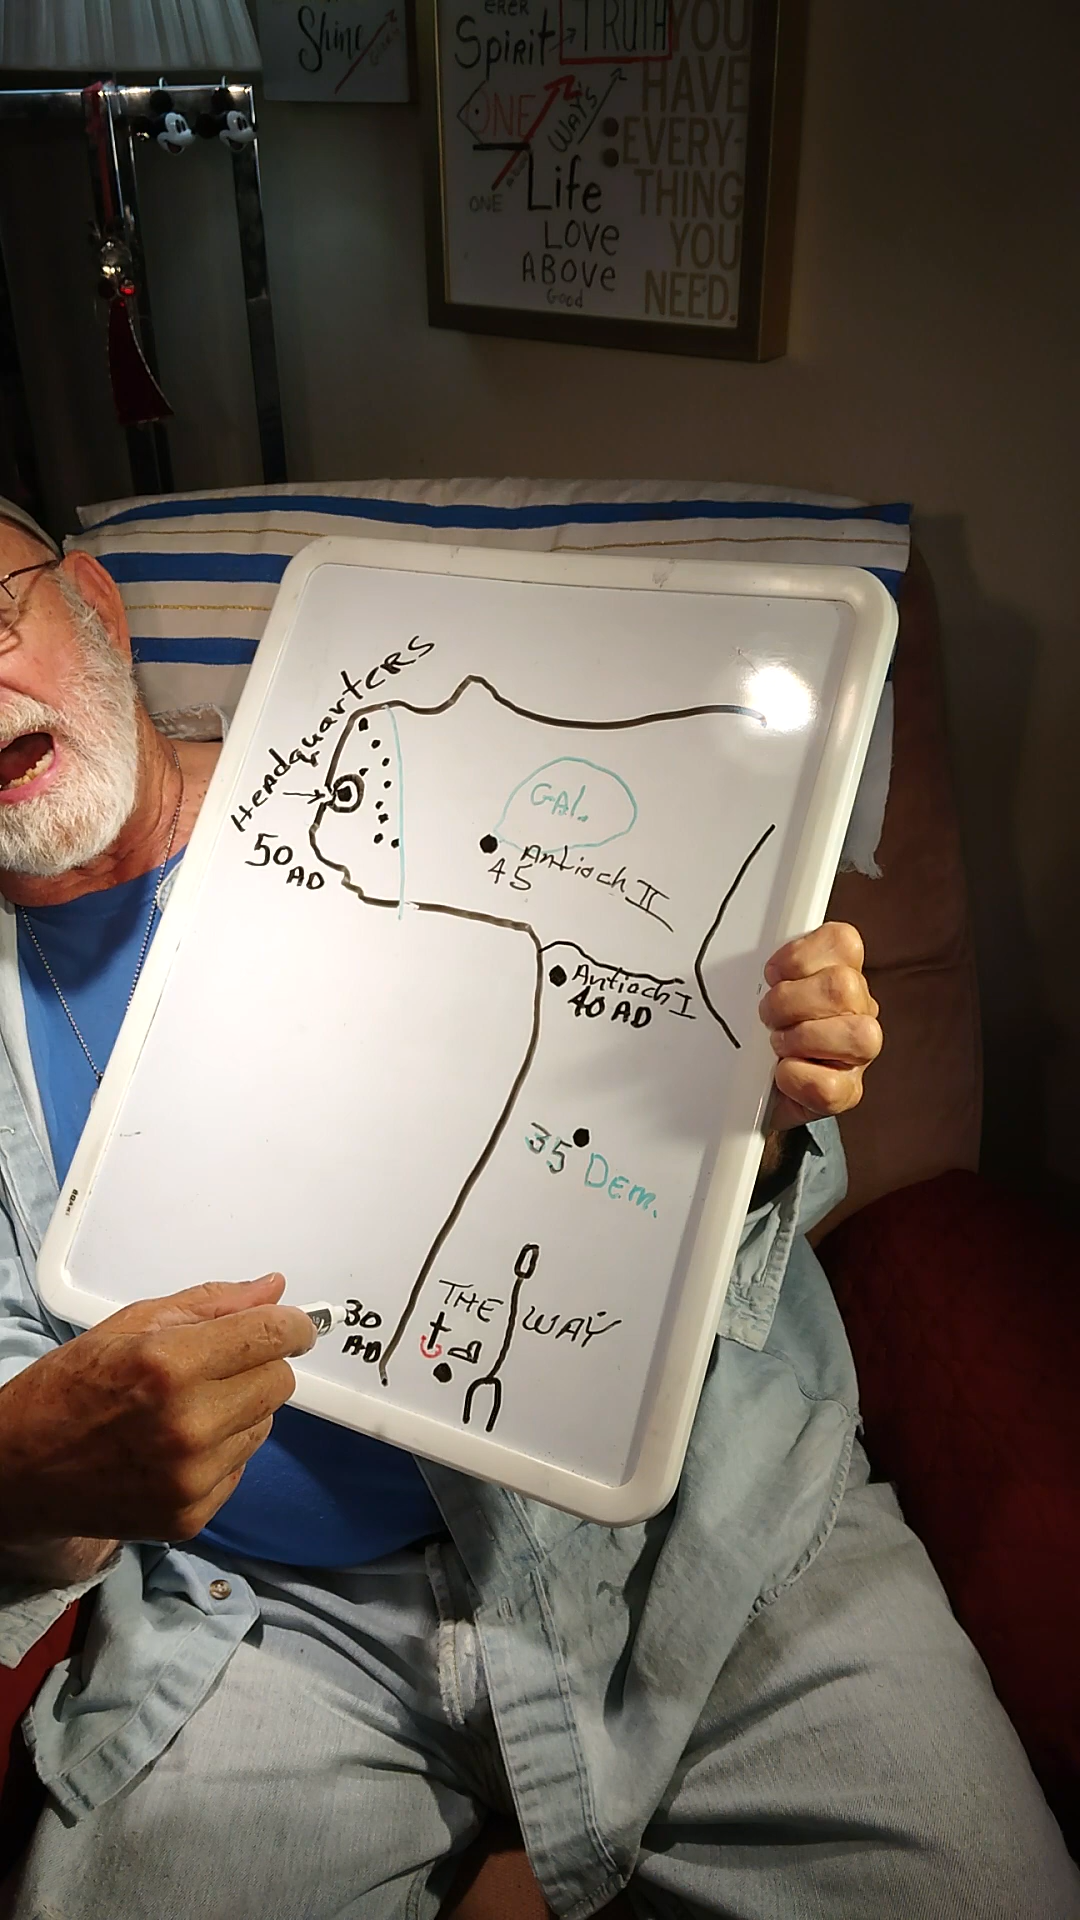 Shine
Spirit → TRUTH
ONE
WAYS
ONE
Life
LOVE
ABOVE
Good
YOU
HAVE
EVERY-
THING
YOU
NEED.
HEADquartERS
50
AD
GAL.
Antioch II
45
Antioch I
40 AD
35 Dem.
30
AD
THE WAY